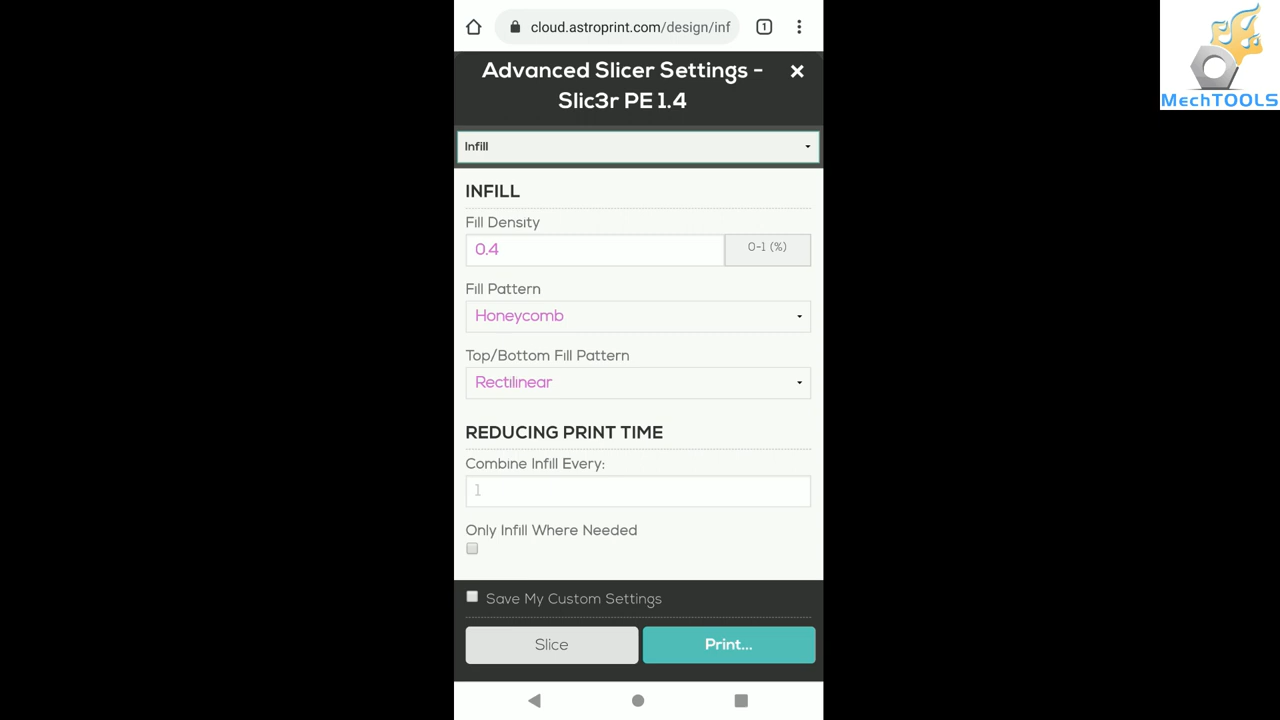 cloud.astroprint.com/design/inf
1
MechTOOLS
Advanced Slicer Settings -
Slic3r PE 1.4
Infill
INFILL
Fill Density
0.4
0-1 (%)
Fill Pattern
Honeycomb
Top/Bottom Fill Pattern
Rectilinear
REDUCING PRINT TIME
Combine Infill Every:
1
Only Infill Where Needed
Save My Custom Settings
Slice
Print...